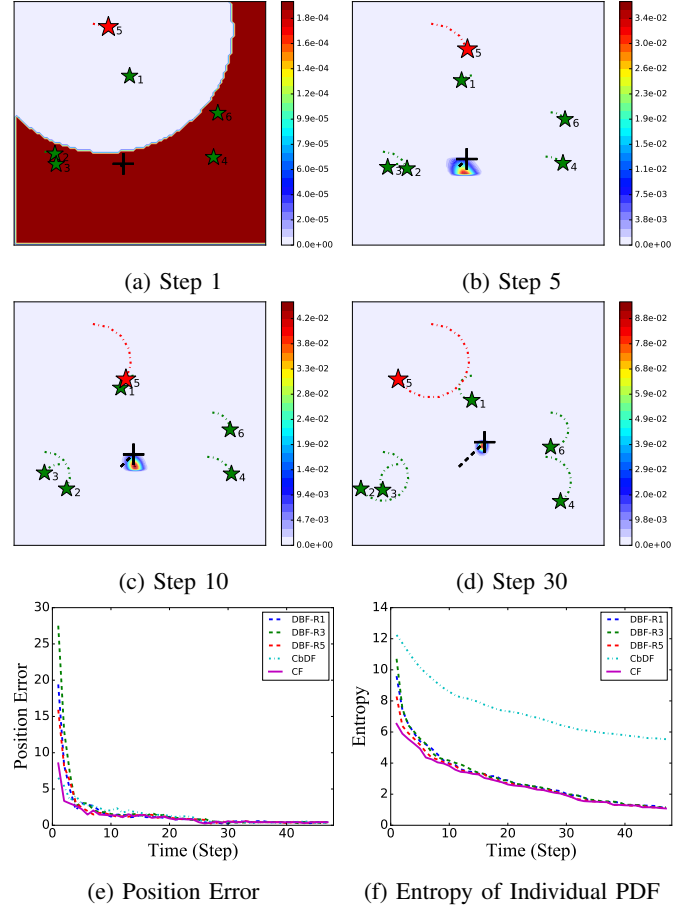 5
1
6
2
3
4
1.8e-04
1.6e-04
1.4e-04
1.2e-04
1.0e-04
8.0e-05
6.0e-05
4.0e-05
2.0e-05
0.0e+00
(a) Step 1
5
1
6
3
2
4
3.4e-02
3.0e-02
2.6e-02
2.3e-02
1.9e-02
1.5e-02
1.1e-02
7.5e-03
3.8e-03
0.0e+00
(b) Step 5
5
1
6
3
4
2
4.2e-02
3.8e-02
3.3e-02
2.8e-02
2.3e-02
1.9e-02
1.4e-02
9.4e-03
4.7e-03
0.0e+00
(c) Step 10
5
1
6
2
3
4
8.8e-02
7.8e-02
6.8e-02
5.9e-02
4.9e-02
3.9e-02
2.9e-02
2.0e-02
9.8e-03
0.0e+00
(d) Step 30
30
25
20
15
10
5
0
Position Error
DBF-R1
DBF-R3
DBF-R5
CbDF
CF
0 10 20 30 40
Time (Step)
(e) Position Error
14
12
10
8
6
4
2
0
Entropy
DBF-R1
DBF-R3
DBF-R5
CbDF
CF
0 10 20 30 40
Time (Step)
(f) Entropy of Individual PDF